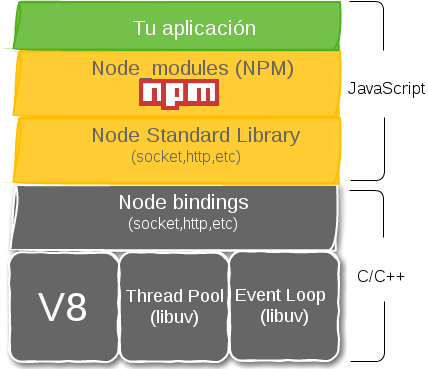 Tu aplicación
Node_modules (NPM)
npm
JavaScript
Node Standard Library
(socket,http,etc)
Node bindings
(socket,http,etc)
C/C++
V8
Thread Pool
(libuv)
Event Loop
(libuv)